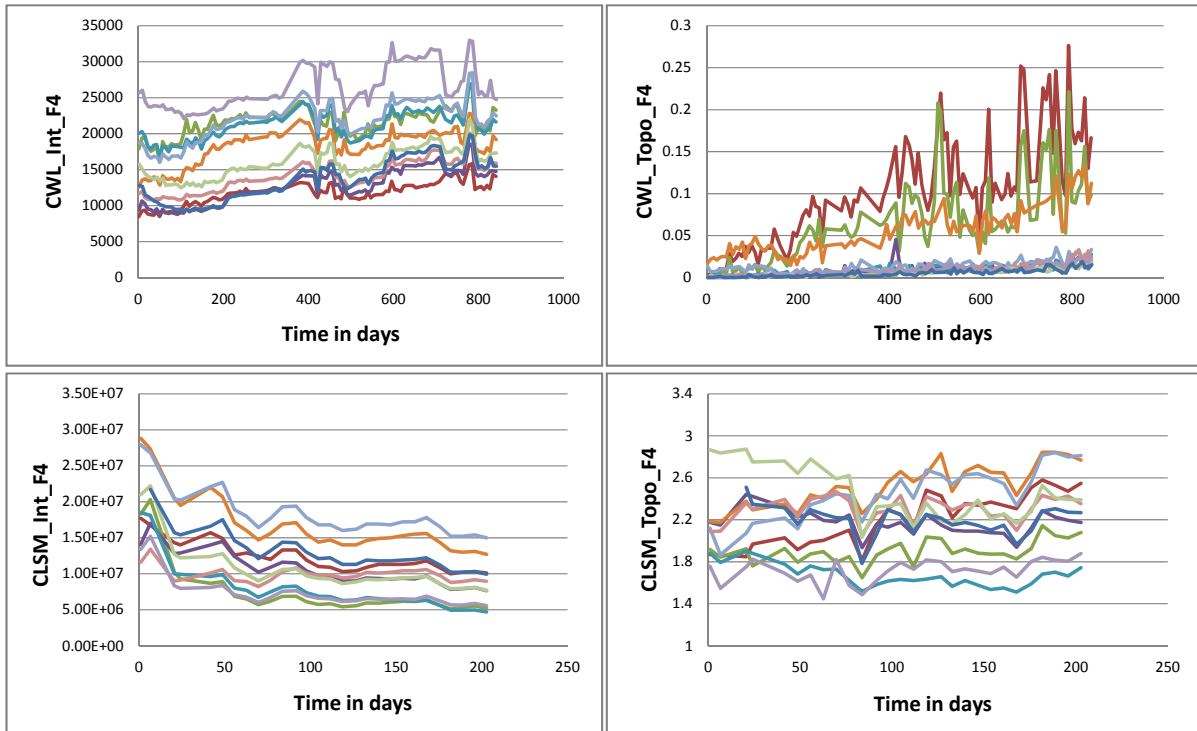 CWL_Int_F4
35000
30000
25000
20000
15000
10000
5000
0
0 200 400 600 800 1000
Time in days
CWL_Topo_F4
0.3
0.25
0.2
0.15
0.1
0.05
0
0 200 400 600 800 1000
Time in days
CLSM_Int_F4
3.50E+07
3.00E+07
2.50E+07
2.00E+07
1.50E+07
1.00E+07
5.00E+06
0.00E+00
0 50 100 150 200 250
Time in days
CLSM_Topo_F4
3.4
3
2.6
2.2
1.8
1.4
1
0 50 100 150 200 250
Time in days